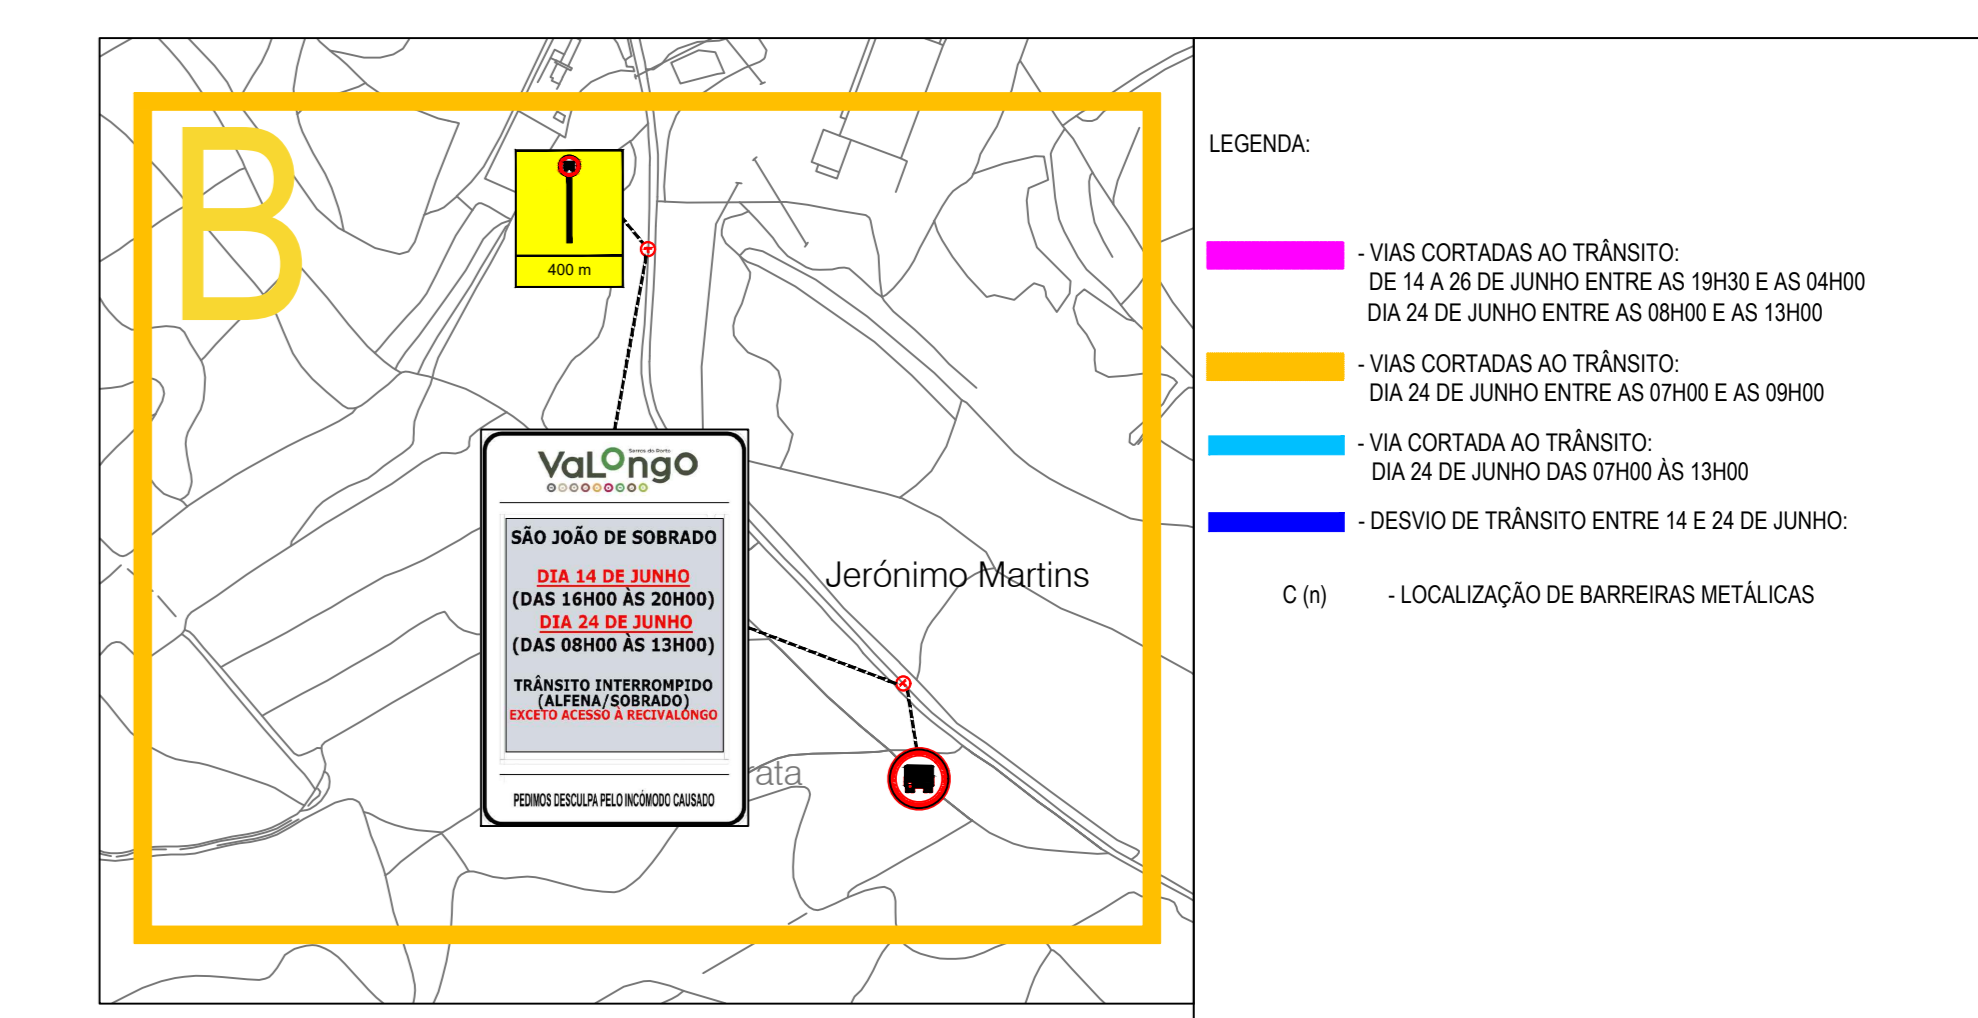 B
400 m
Serras do Porto
Valongo
SÃO JOÃO DE SOBRADO
DIA 14 DE JUNHO
(DAS 16H00 ÀS 20H00)
DIA 24 DE JUNHO
(DAS 08H00 ÀS 13H00)
TRÂNSITO INTERROMPIDO
(ALFENA/SOBRADO)
EXCETO ACESSO À RECIVALONGO
PEDIMOS DESCULPA PELO INCÓMODO CAUSADO
Jerónimo Martins
rata
LEGENDA:
- VIAS CORTADAS AO TRÂNSITO:
DE 14 A 26 DE JUNHO ENTRE AS 19H30 E AS 04H00
DIA 24 DE JUNHO ENTRE AS 08H00 E AS 13H00
- VIAS CORTADAS AO TRÂNSITO:
DIA 24 DE JUNHO ENTRE AS 07H00 E AS 09H00
- VIA CORTADA AO TRÂNSITO:
DIA 24 DE JUNHO DAS 07H00 ÀS 13H00
- DESVIO DE TRÂNSITO ENTRE 14 E 24 DE JUNHO:
C (n) - LOCALIZAÇÃO DE BARREIRAS METÁLICAS